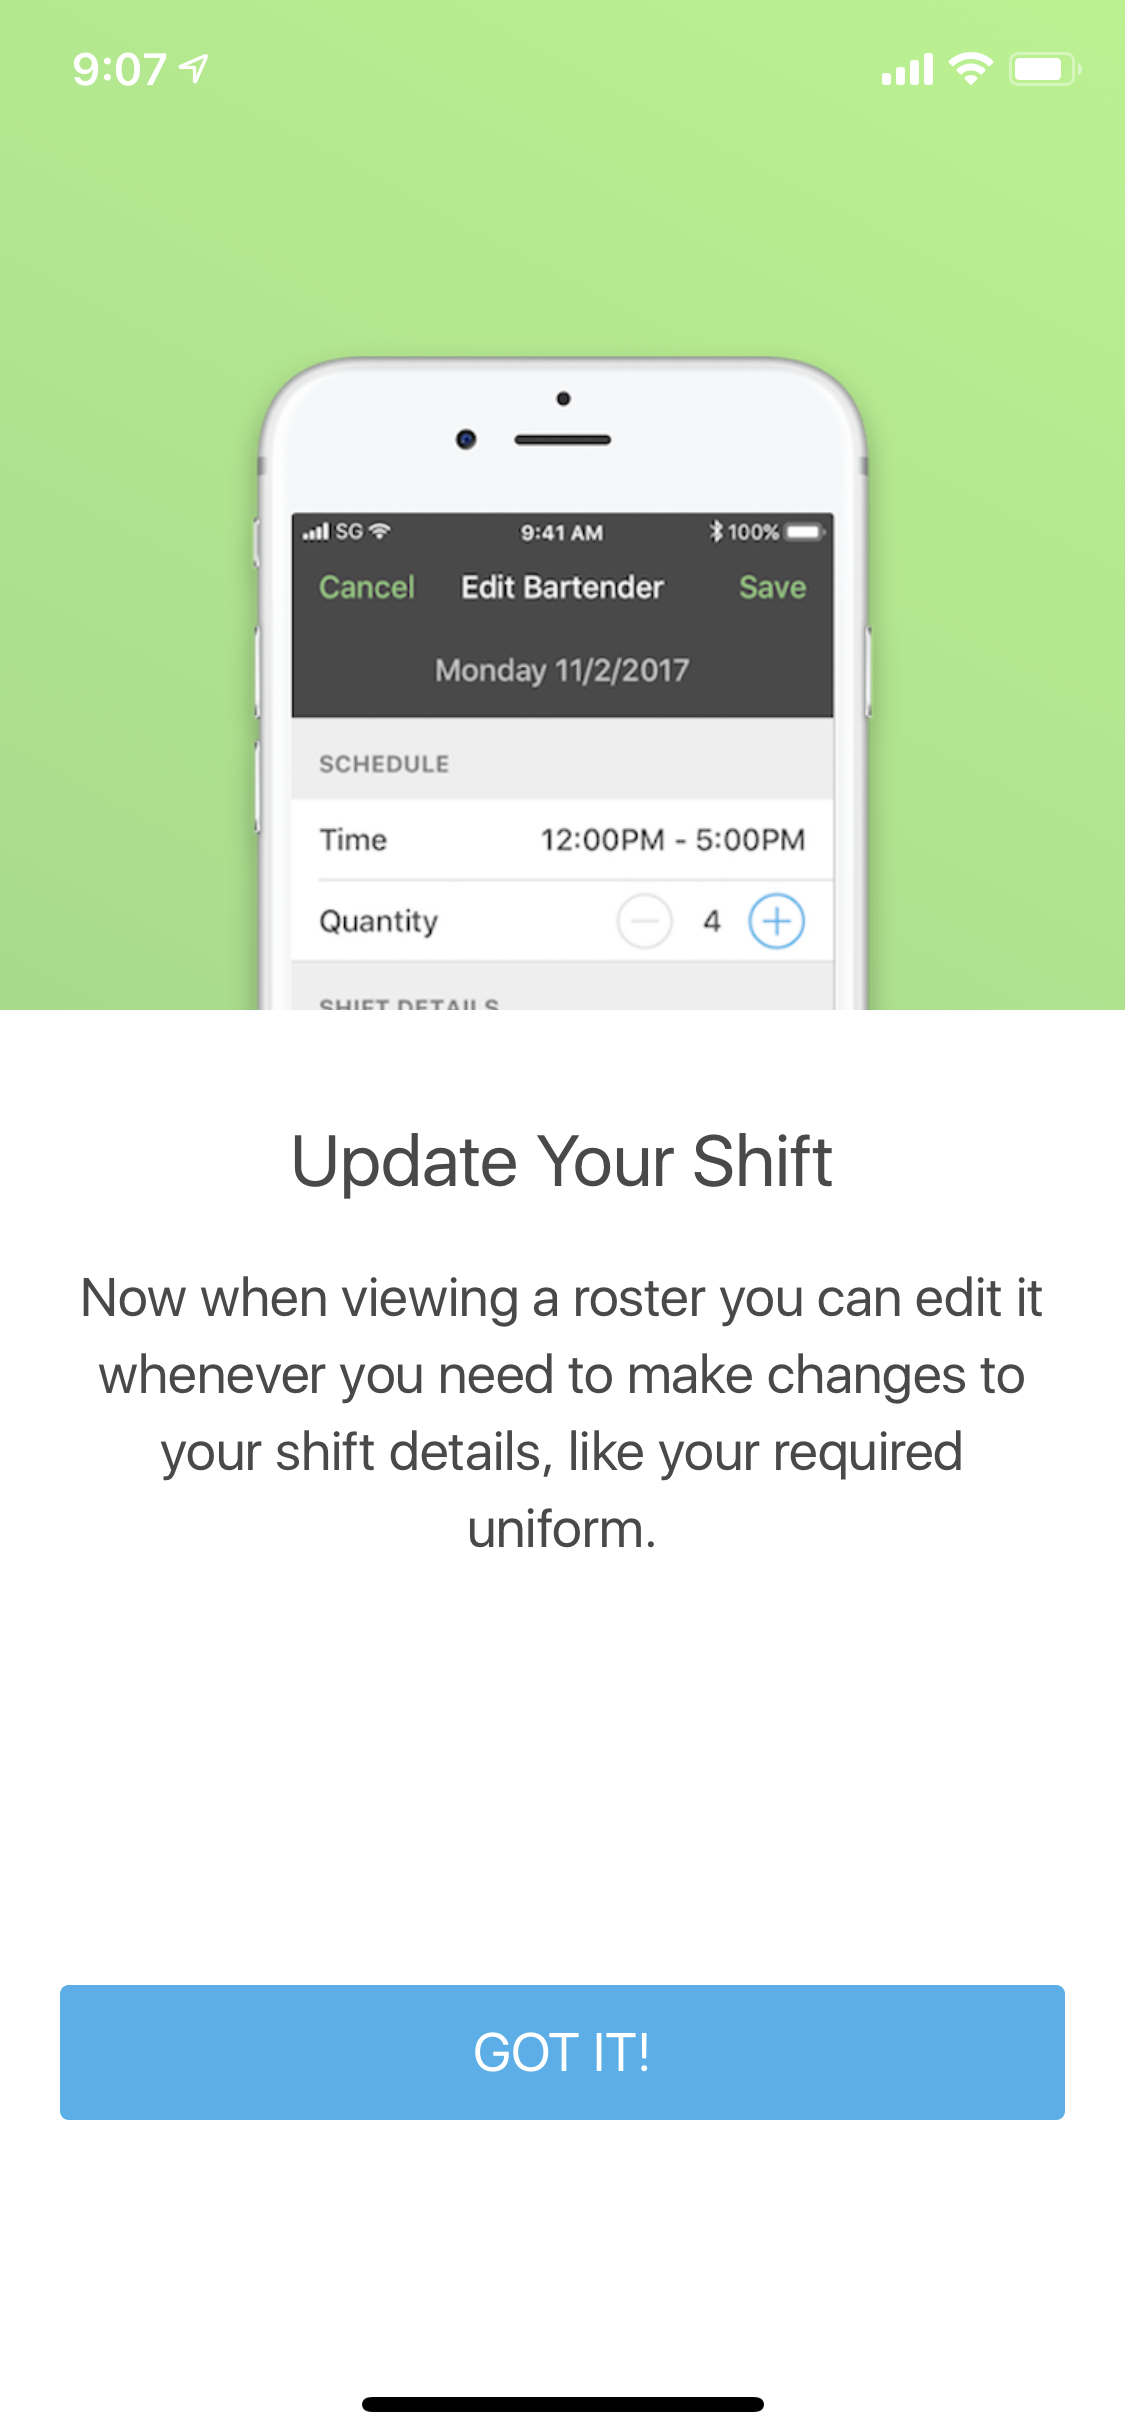 9:07
SG 9:41 AM 100%
Cancel Edit Bartender Save
Monday 11/2/2017
SCHEDULE
Time 12:00PM - 5:00PM
Quantity 4
SHIFT DETAILS
Update Your Shift
Now when viewing a roster you can edit it
whenever you need to make changes to
your shift details, like your required
uniform.
GOT IT!